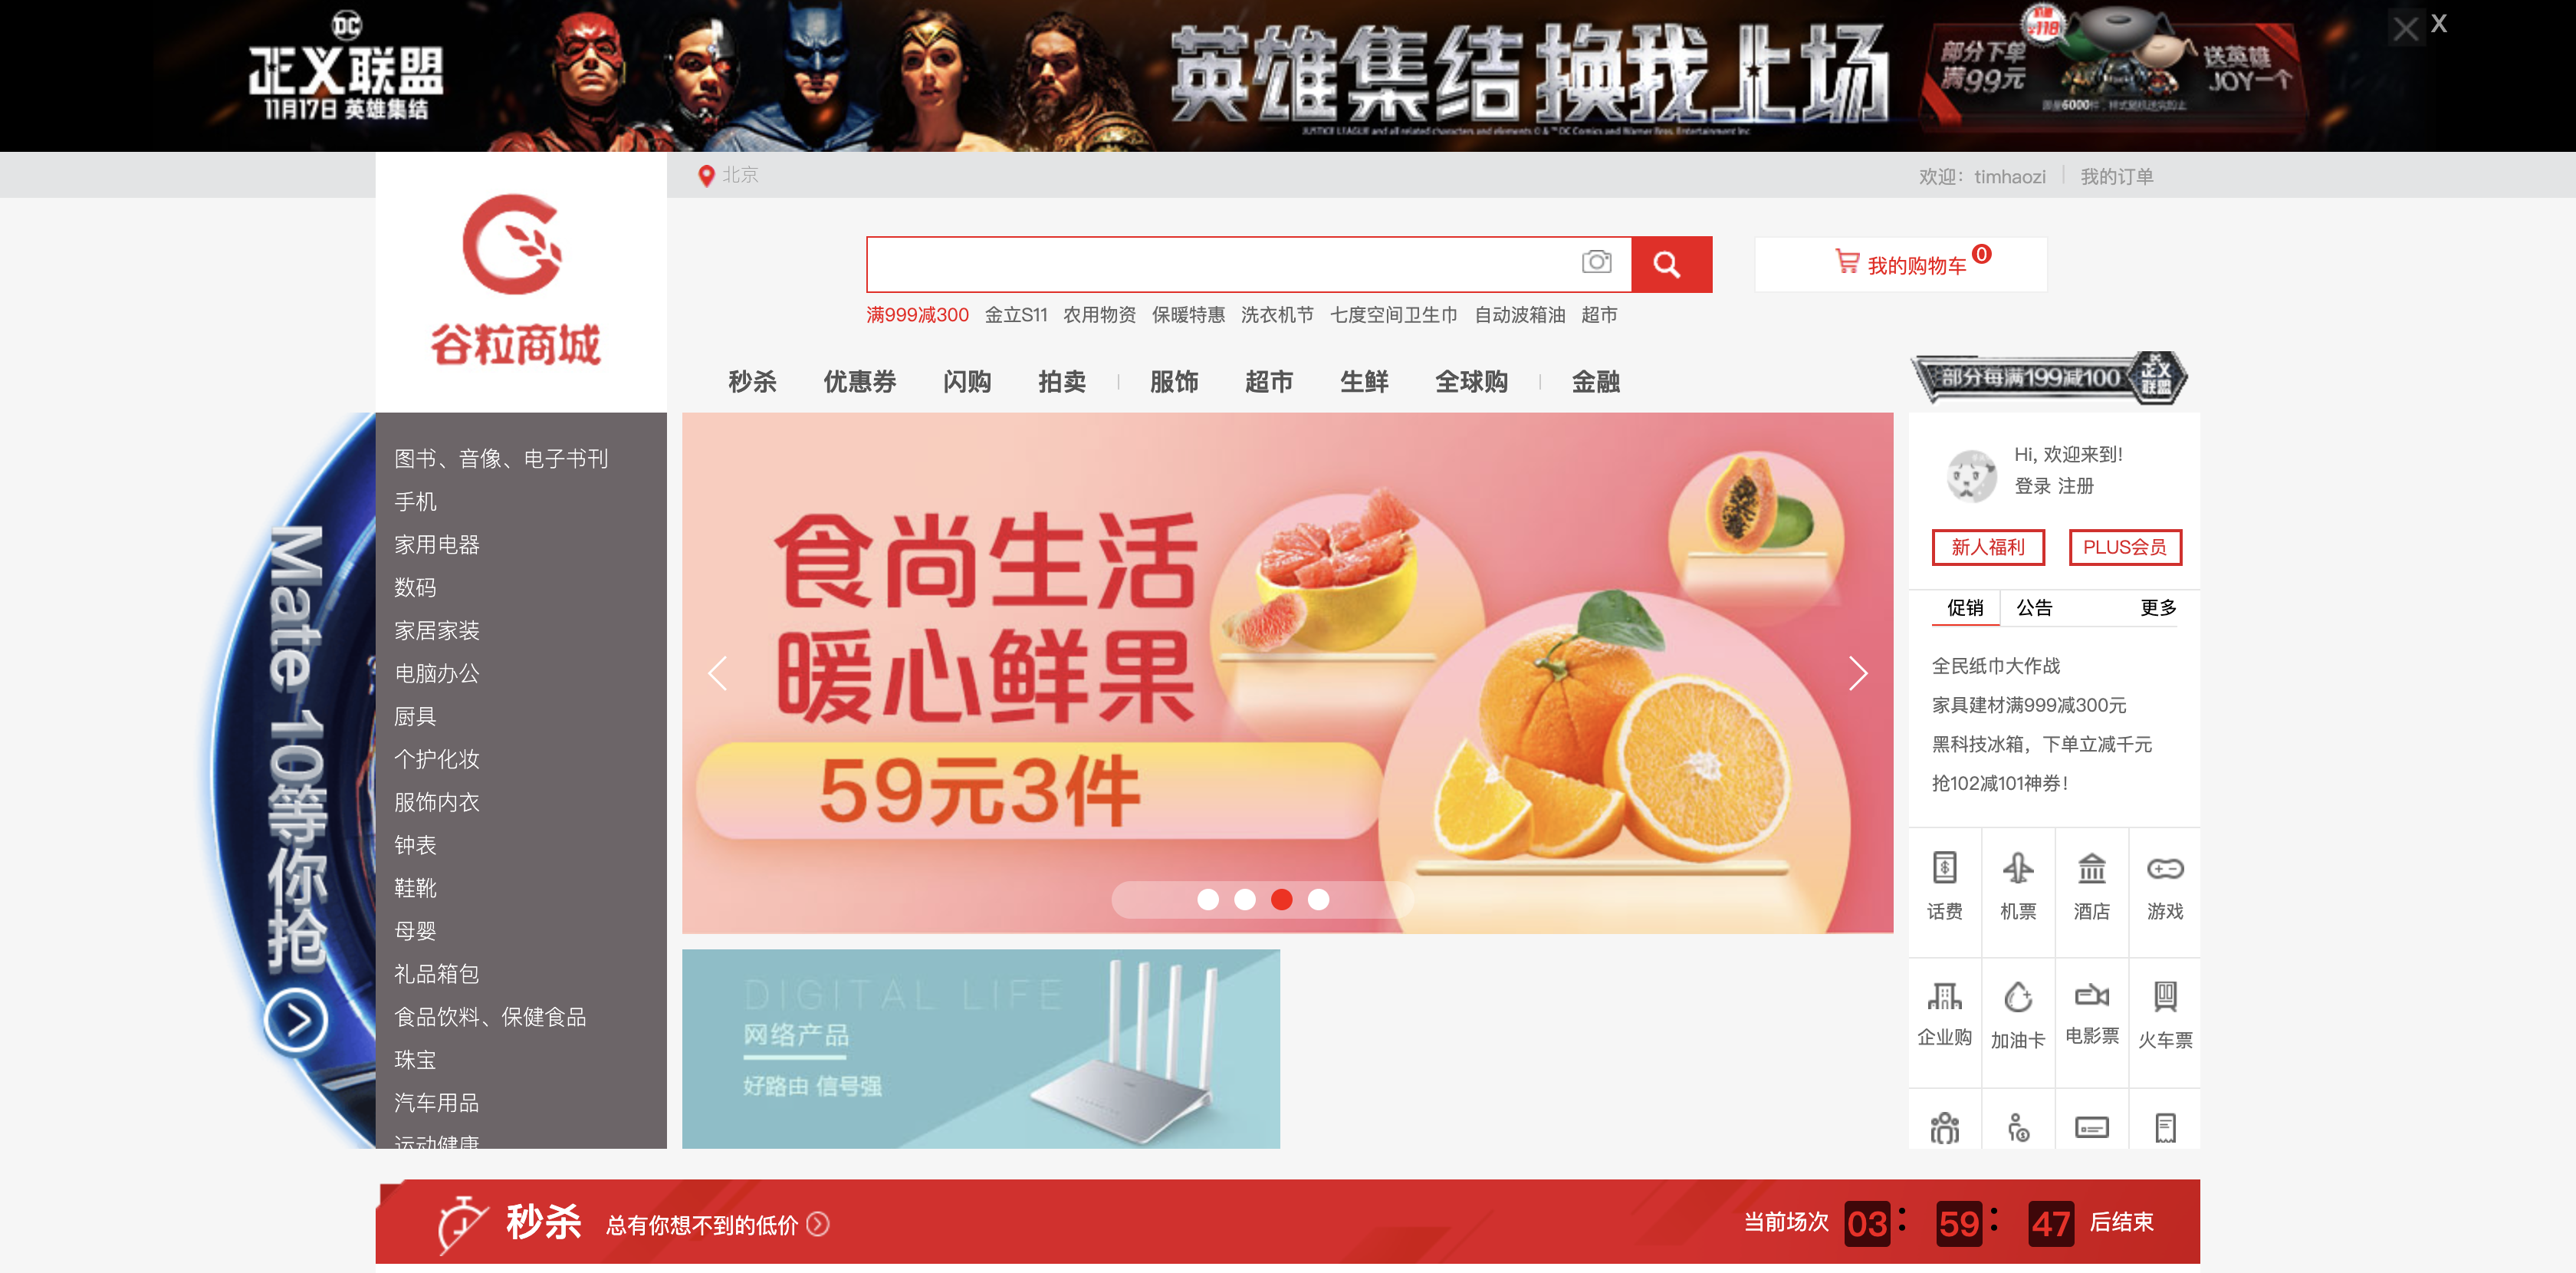 DC
正义联盟
11月17日 英雄集结
英雄集结 换我上场
JUSTICE LEAGUE and all related characters and elements © & ™ DC Comics and Warner Bros. Entertainment Inc
部分下单
满99元
送英雄
JOY一个
X
北京
欢迎：timhaozi
我的订单
谷粒商城
我的购物车 0
满999减300 金立S11 农用物资 保暖特惠 洗衣机节 七度空间卫生巾 自动波箱油 超市
秒杀 优惠券 闪购 拍卖 服饰 超市 生鲜 全球购 金融
部分每满199减100 正义联盟
Mate 10等你抢
图书、音像、电子书刊
手机
家用电器
数码
家居家装
电脑办公
厨具
个护化妆
服饰内衣
钟表
鞋靴
母婴
礼品箱包
食品饮料、保健食品
珠宝
汽车用品
运动健康
食尚生活
暖心鲜果
59元3件
DIGITAL LIFE
网络产品
好路由 信号强
Hi, 欢迎来到!
登录 注册
新人福利 PLUS会员
促销 公告 更多
全民纸巾大作战
家具建材满999减300元
黑科技冰箱，下单立减千元
抢102减101神券！
话费 机票 酒店 游戏
企业购 加油卡 电影票 火车票
秒杀 总有你想不到的低价
当前场次 03 : 59 : 47 后结束